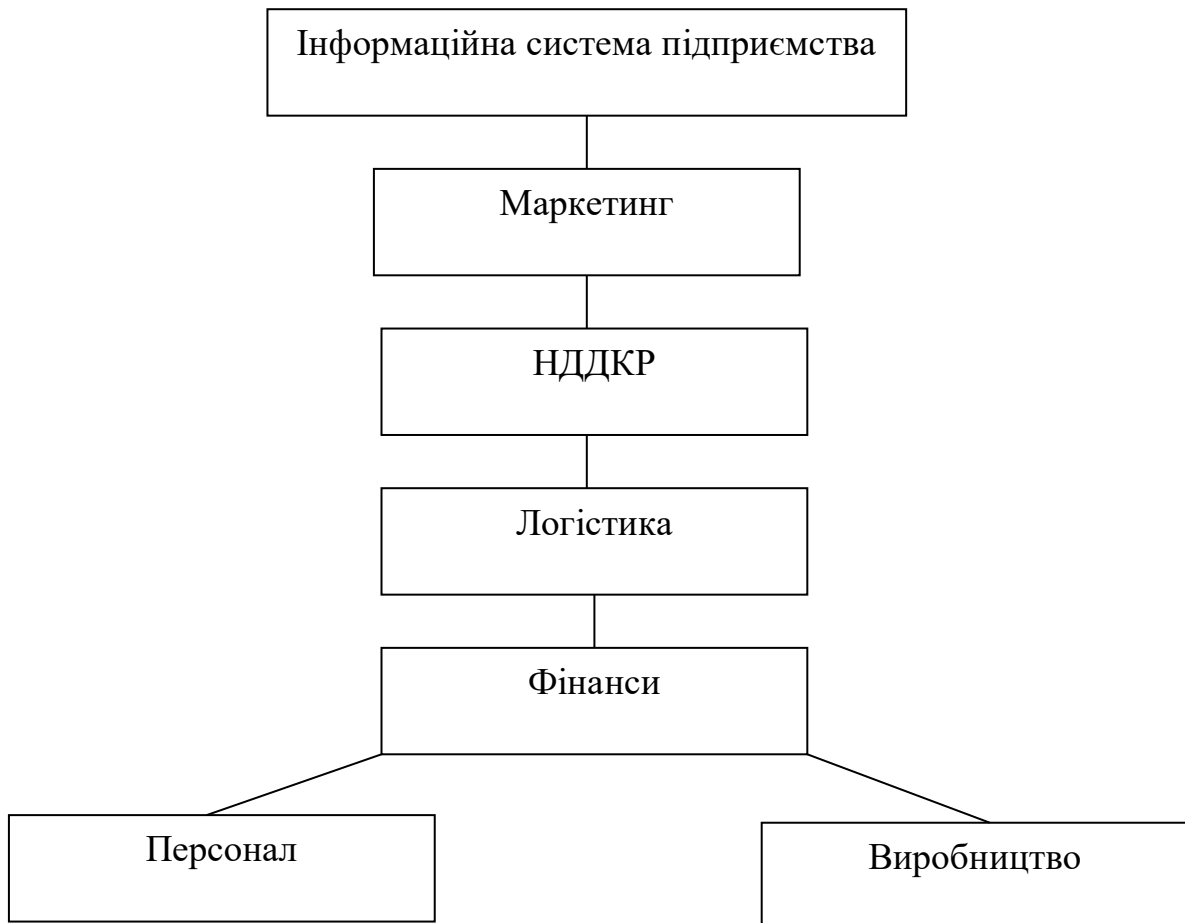 Інформаційна система підприємства
Маркетинг
НДДКР
Логістика
Фінанси
Персонал
Виробництво